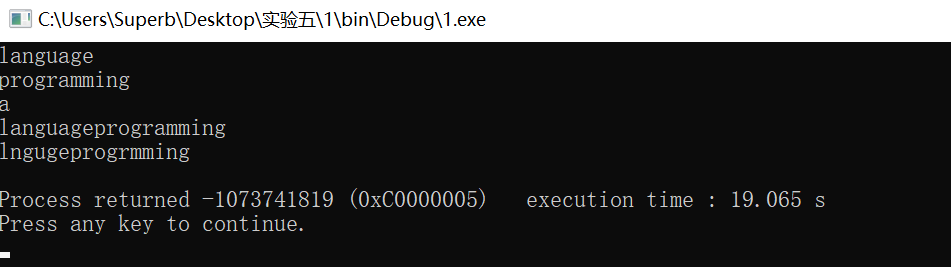 C:\Users\Superb\Desktop\实验五\1\bin\Debug\1.exe
language
programming
a
languageprogramming
lngugeprogrmming
Process returned -1073741819 (0xC0000005)   execution time : 19.065 s
Press any key to continue.